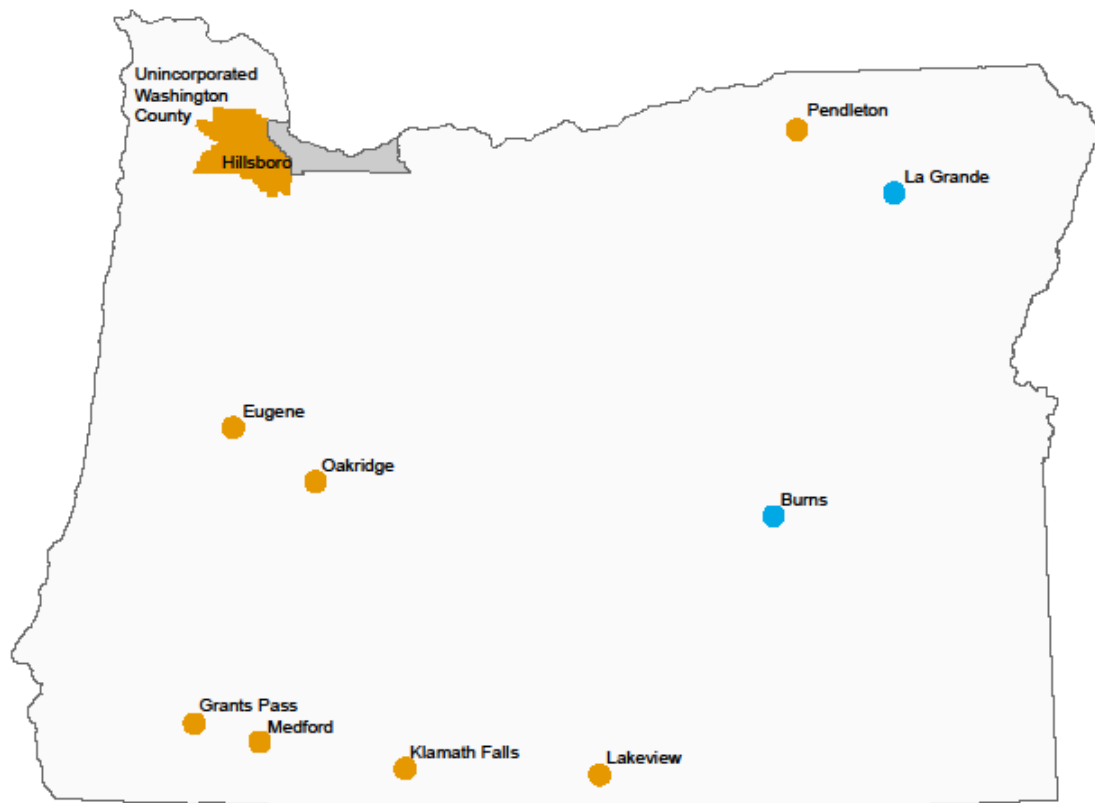 Unincorporated
Washington
County
Hillsboro
Pendleton
La Grande
Eugene
Oakridge
Burns
Grants Pass
Medford
Klamath Falls
Lakeview